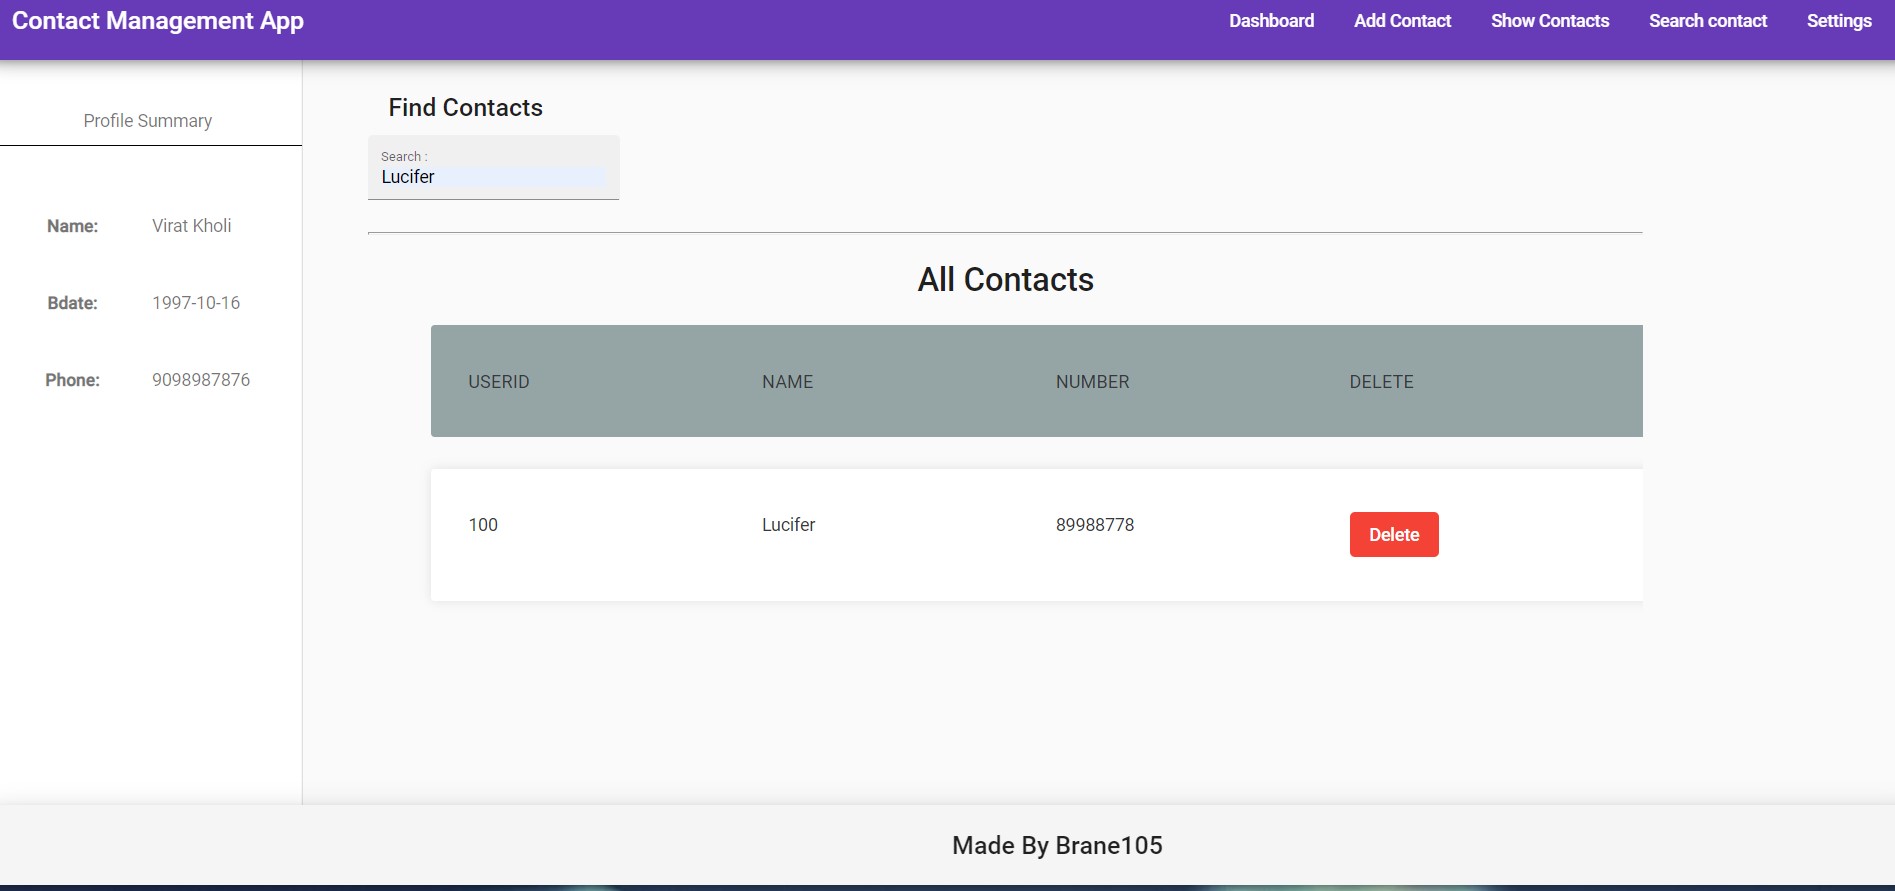 Contact Management App
Dashboard Add Contact Show Contacts Search contact Settings
Profile Summary
Name: Virat Kholi
Bdate: 1997-10-16
Phone: 9098987876
Find Contacts
Search :
Lucifer
All Contacts
USERID NAME NUMBER DELETE
100 Lucifer 89988778 Delete
Made By Brane105